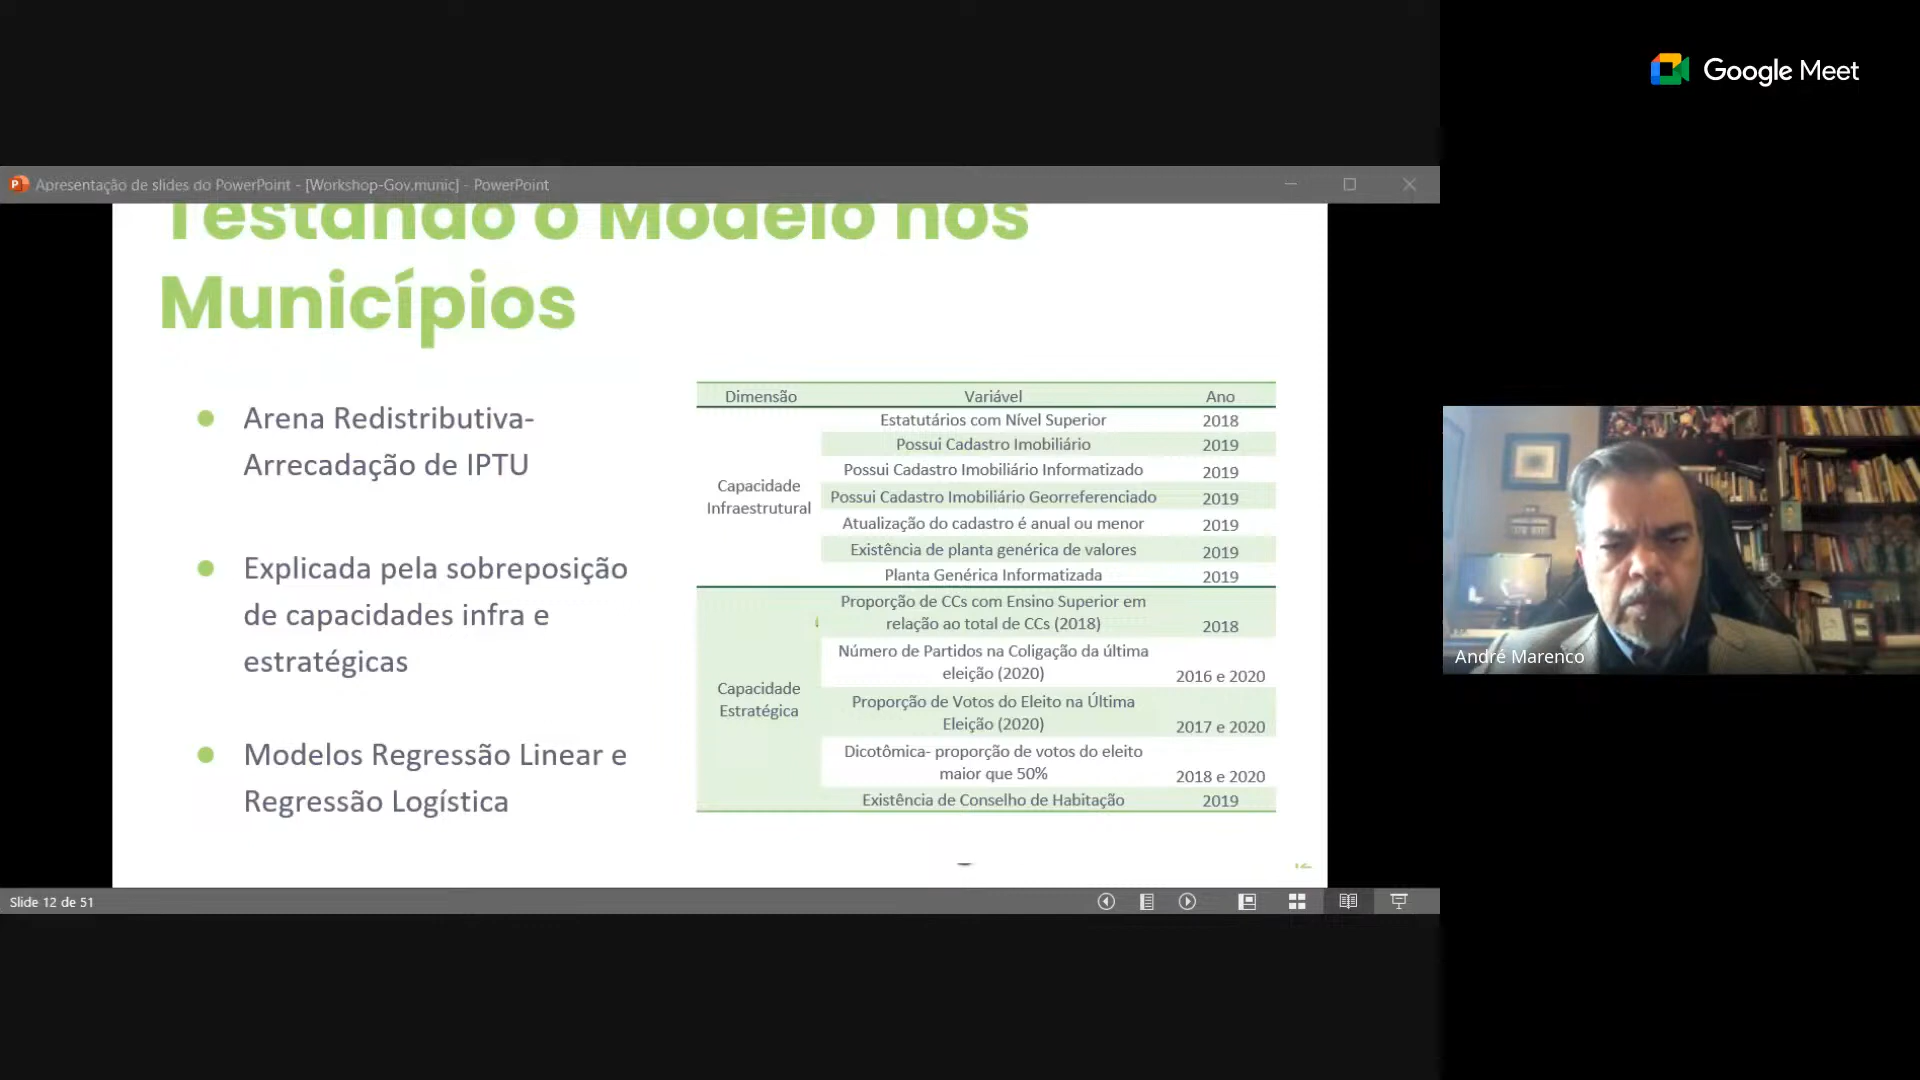 Google Meet
Apresentação de slides do PowerPoint - [Workshop-Gov.munic] - PowerPoint
Testando o Modelo nos
Municípios
Arena Redistributiva-
Arrecadação de IPTU
Explicada pela sobreposição
de capacidades infra e
estratégicas
Modelos Regressão Linear e
Regressão Logística
Dimensão Variável Ano
Capacidade
Infraestrutural
Estatutários com Nível Superior 2018
Possui Cadastro Imobiliário 2019
Possui Cadastro Imobiliário Informatizado 2019
Possui Cadastro Imobiliário Georreferenciado 2019
Atualização do cadastro é anual ou menor 2019
Existência de planta genérica de valores 2019
Planta Genérica Informatizada 2019
Capacidade
Estratégica
Proporção de CCs com Ensino Superior em
relação ao total de CCs (2018) 2018
Número de Partidos na Coligação da última
eleição (2020) 2016 e 2020
Proporção de Votos do Eleito na Última
Eleição (2020) 2017 e 2020
Dicotômica- proporção de votos do eleito
maior que 50% 2018 e 2020
Existência de Conselho de Habitação 2019
12
Slide 12 de 51
André Marenco